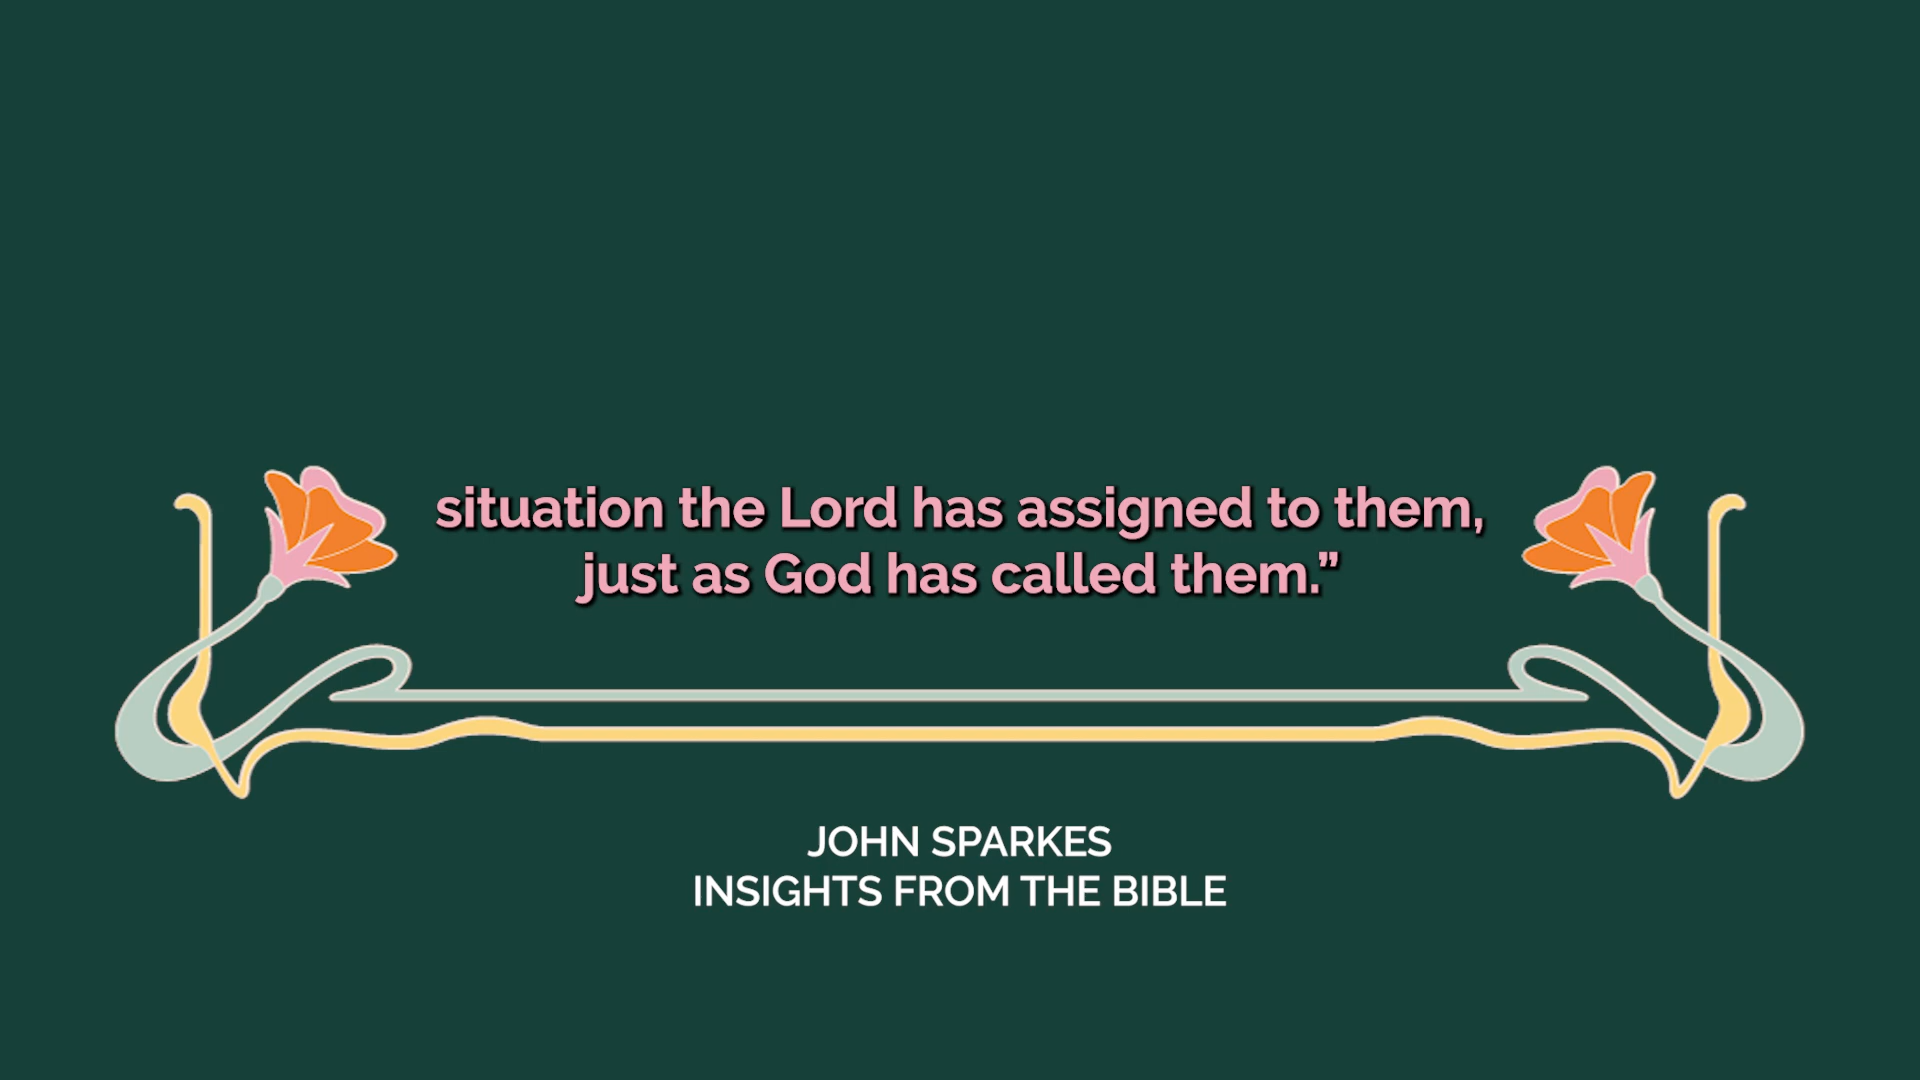 situation the Lord has assigned to them,
just as God has called them.”
JOHN SPARKES
INSIGHTS FROM THE BIBLE